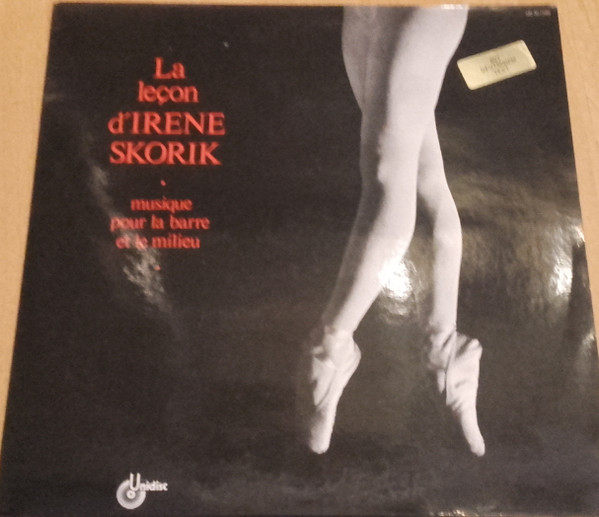 La
leçon
d'IRENE
SKORIK
musique
pour la barre
et le milieu
Unidisc